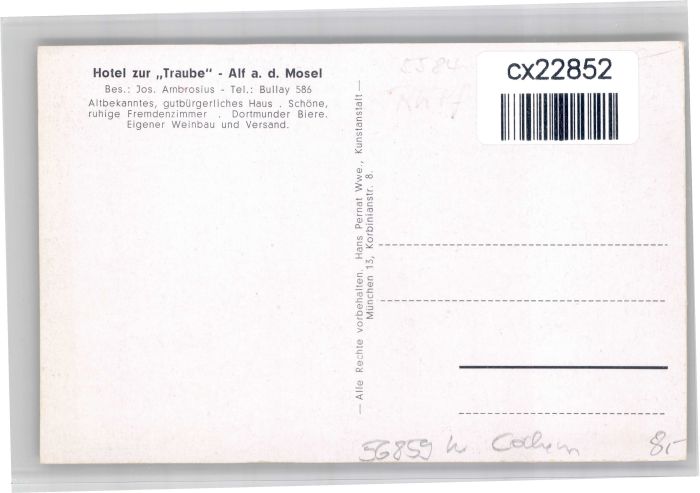 Hotel zur „Traube“ - Alf a. d. Mosel
Bes.: Jos. Ambrosius - Tel.: Bullay 586
Altbekanntes, gutbürgerliches Haus . Schöne,
ruhige Fremdenzimmer . Dortmunder Biere.
Eigener Weinbau und Versand.
— Alle Rechte vorbehalten. Hans Pernat Wwe., Kunstanstalt —
München 13, Korbinianstr. 8.
cx22852
5584
56859 Cochem 8,-